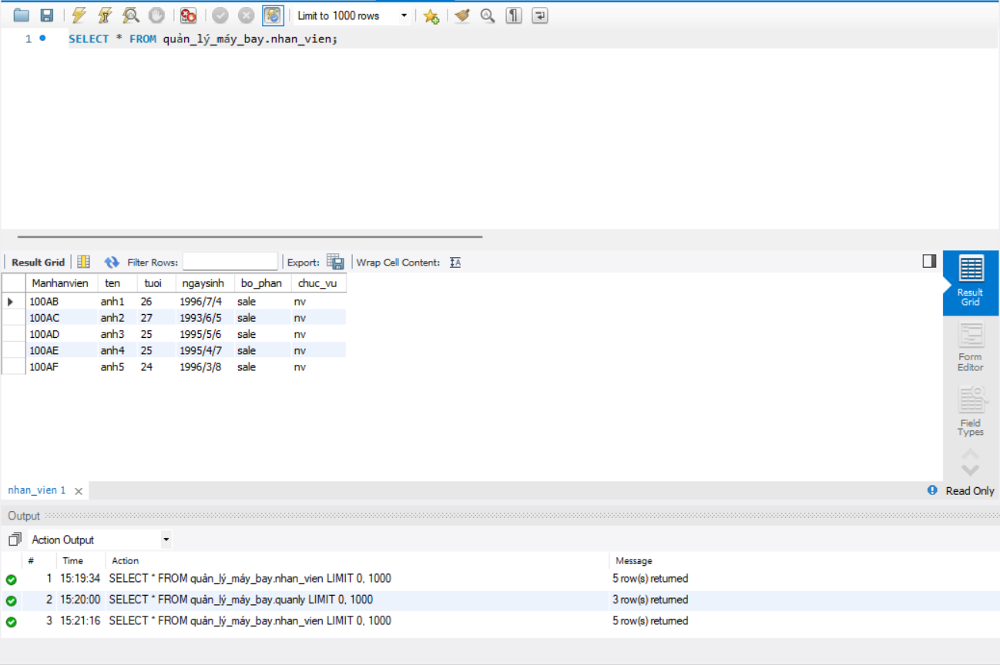 Limit to 1000 rows
1 SELECT * FROM quản_lý_máy_bay.nhan_vien;
Result Grid Filter Rows: Export: Wrap Cell Content: IA
Manhanvien ten tuoi ngaysinh bo_phan chuc_vu
100AB anh1 26 1996/7/4 sale nv
100AC anh2 27 1993/6/5 sale nv
100AD anh3 25 1995/5/6 sale nv
100AE anh4 25 1995/4/7 sale nv
100AF anh5 24 1996/3/8 sale nv
Result
Grid
Form
Editor
Field
Types
nhan_vien 1 Read Only
Output
Action Output
# Time Action Message
1 15:19:34 SELECT * FROM quản_lý_máy_bay.nhan_vien LIMIT 0, 1000 5 row(s) returned
2 15:20:00 SELECT * FROM quản_lý_máy_bay.quanly LIMIT 0, 1000 3 row(s) returned
3 15:21:16 SELECT * FROM quản_lý_máy_bay.nhan_vien LIMIT 0, 1000 5 row(s) returned